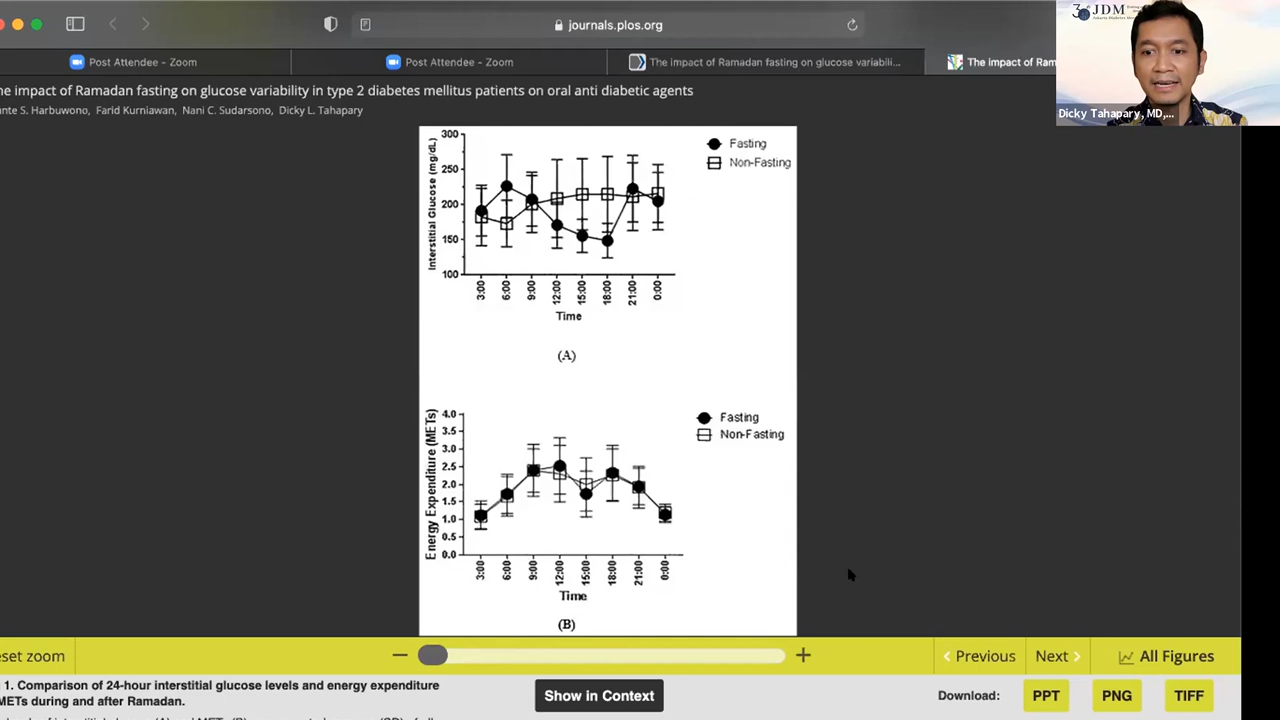 journals.plos.org
Post Attendee - Zoom
Post Attendee - Zoom
The impact of Ramadan fasting on glucose variabili...
The impact of Ram
JDM
Dicky Tahapary, MD,...
he impact of Ramadan fasting on glucose variability in type 2 diabetes mellitus patients on oral anti diabetic agents
ante S. Harbuwono, Farid Kurniawan, Nani C. Sudarsono, Dicky L. Tahapary
Interstitial Glucose (mg/dL)
300
250
200
150
100
3:00
6:00
9:00
12:00
15:00
18:00
21:00
0:00
Time
Fasting
Non-Fasting
(A)
Energy Expenditure (METs)
4.0
3.5
3.0
2.5
2.0
1.5
1.0
0.5
0.0
3:00
6:00
9:00
12:00
15:00
18:00
21:00
0:00
Time
Fasting
Non-Fasting
(B)
eset zoom
Previous
Next
All Figures
1. Comparison of 24-hour interstitial glucose levels and energy expenditure
METs during and after Ramadan.
Show in Context
Download:
PPT
PNG
TIFF